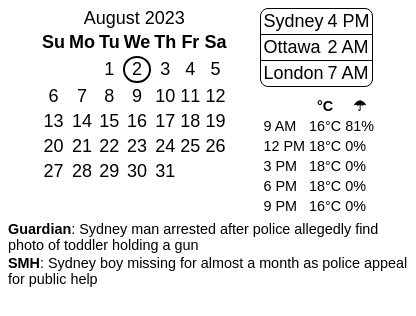 August 2023
Su Mo Tu We Th Fr Sa
1 2 3 4 5
6 7 8 9 10 11 12
13 14 15 16 17 18 19
20 21 22 23 24 25 26
27 28 29 30 31
Sydney 4 PM
Ottawa 2 AM
London 7 AM
°C ☂
9 AM 16°C 81%
12 PM 18°C 0%
3 PM 18°C 0%
6 PM 18°C 0%
9 PM 16°C 0%
Guardian: Sydney man arrested after police allegedly find
photo of toddler holding a gun
SMH: Sydney boy missing for almost a month as police appeal
for public help